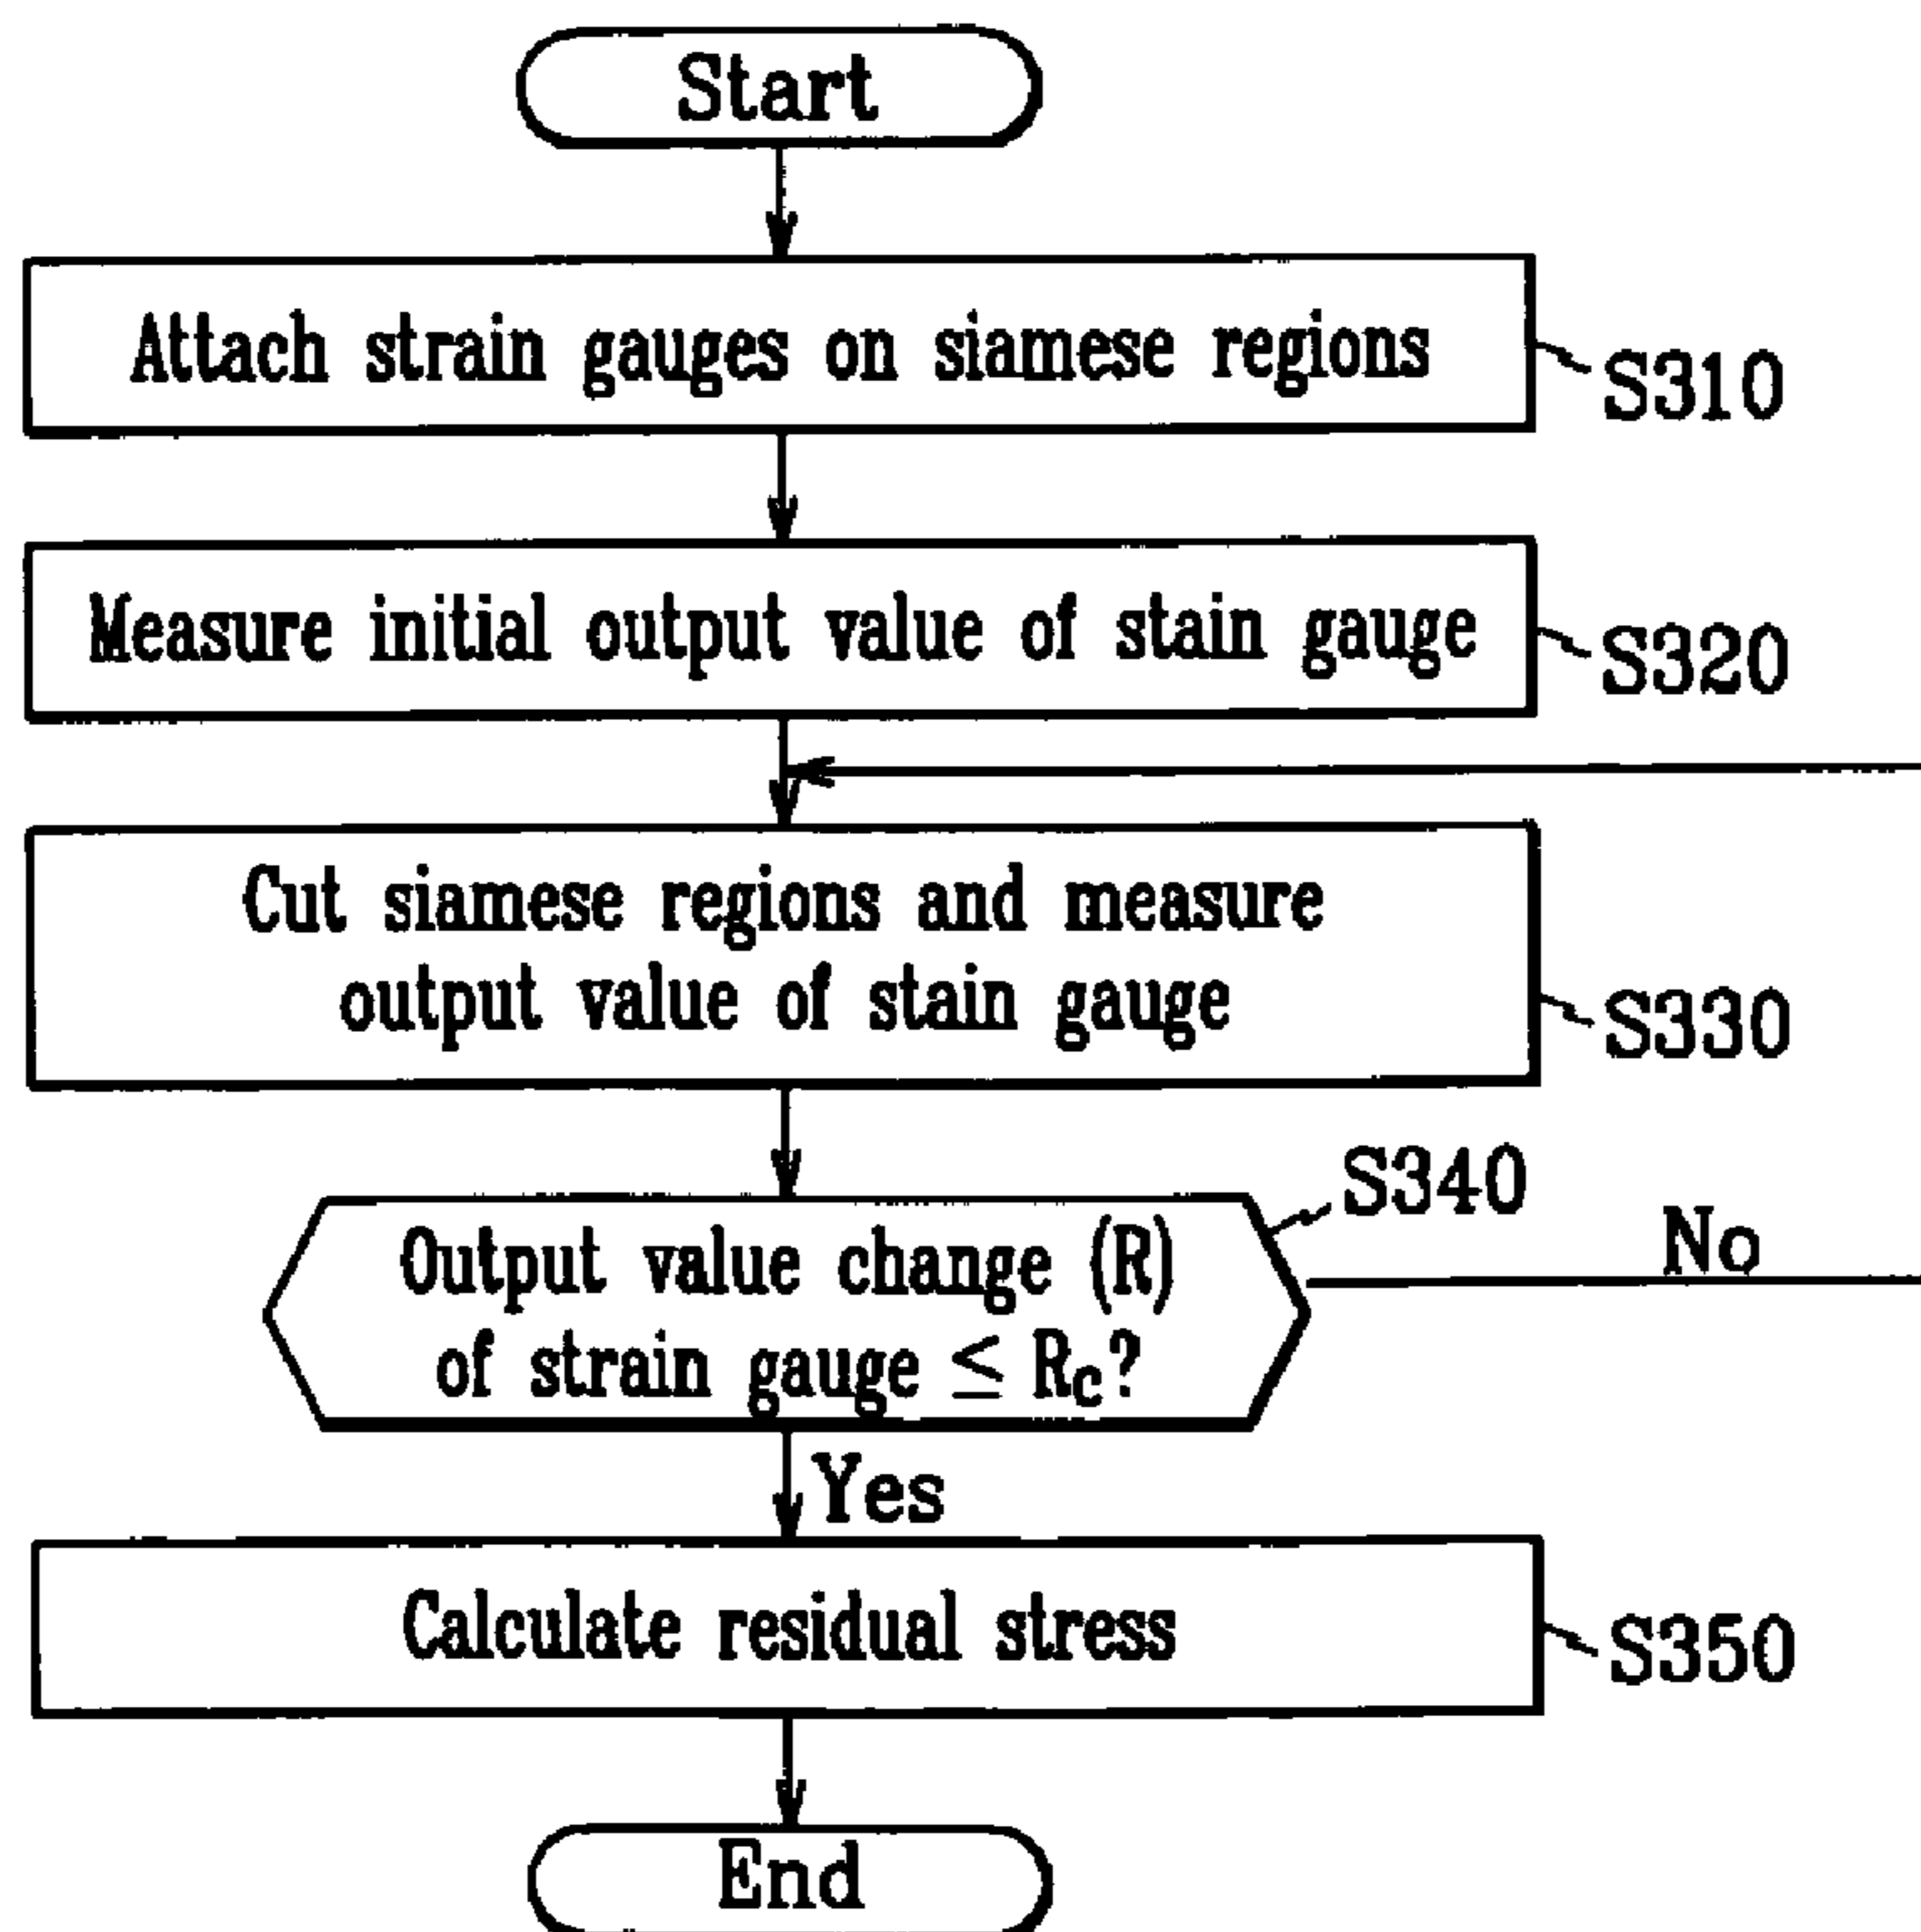 Start
Attach strain gauges on siamese regions
S310
Measure initial output value of stain gauge
S320
Cut siamese regions and measure
output value of stain gauge
S330
S340
Output value change (R)
of strain gauge ≤ Rc?
No
Yes
Calculate residual stress
S350
End